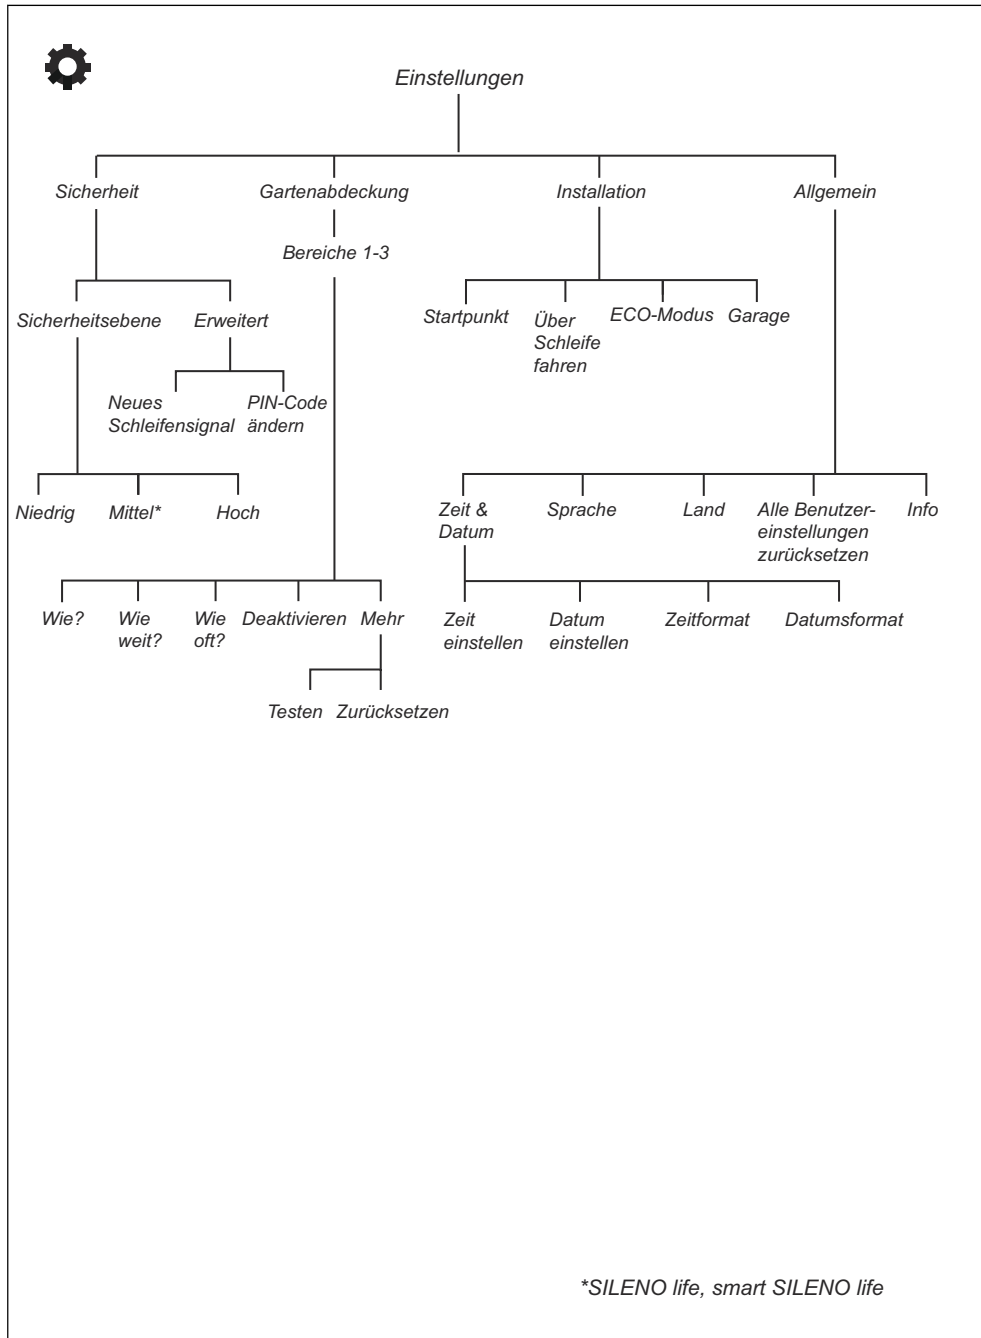 Einstellungen
Sicherheit
Gartenabdeckung
Installation
Allgemein
Bereiche 1-3
Sicherheitsebene
Erweitert
Startpunkt
Über
Schleife
fahren
ECO-Modus
Garage
Neues
Schleifensignal
PIN-Code
ändern
Niedrig
Mittel*
Hoch
Zeit &
Datum
Sprache
Land
Alle Benutzer-
einstellungen
zurücksetzen
Info
Wie?
Wie
weit?
Wie
oft?
Deaktivieren
Mehr
Zeit
einstellen
Datum
einstellen
Zeitformat
Datumsformat
Testen
Zurücksetzen
*SILENO life, smart SILENO life